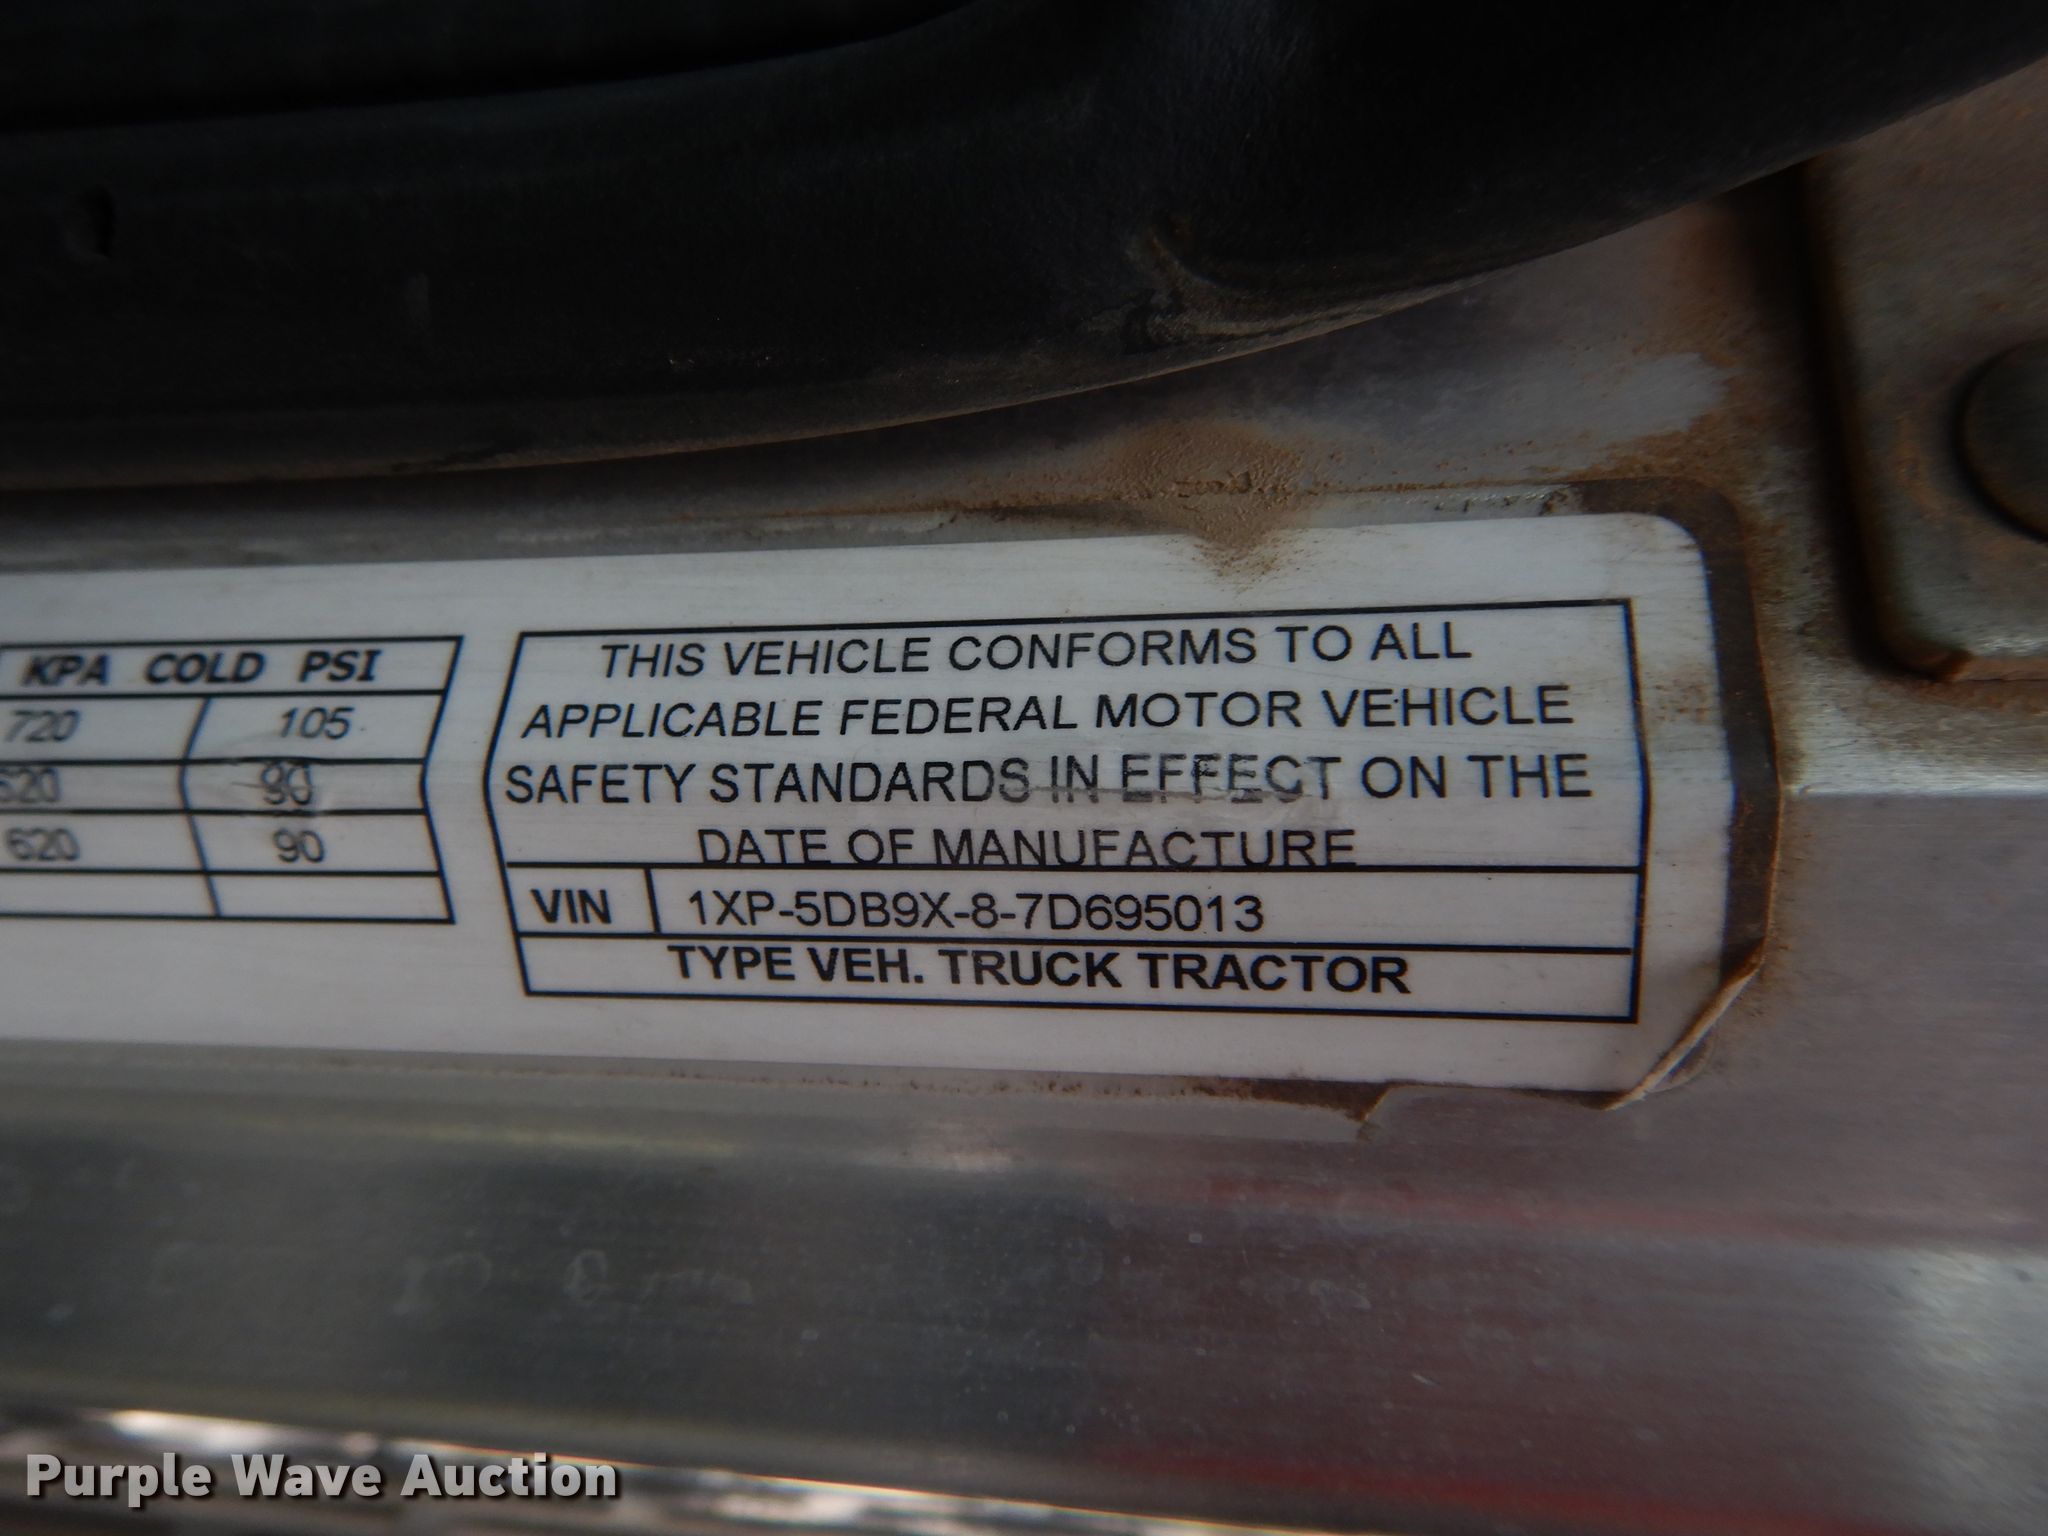 KPA COLD PSI
720 105
620 90
620 90
THIS VEHICLE CONFORMS TO ALL
APPLICABLE FEDERAL MOTOR VEHICLE
SAFETY STANDARDS IN EFFECT ON THE
DATE OF MANUFACTURE
VIN 1XP-5DB9X-8-7D695013
TYPE VEH. TRUCK TRACTOR
Purple Wave Auction